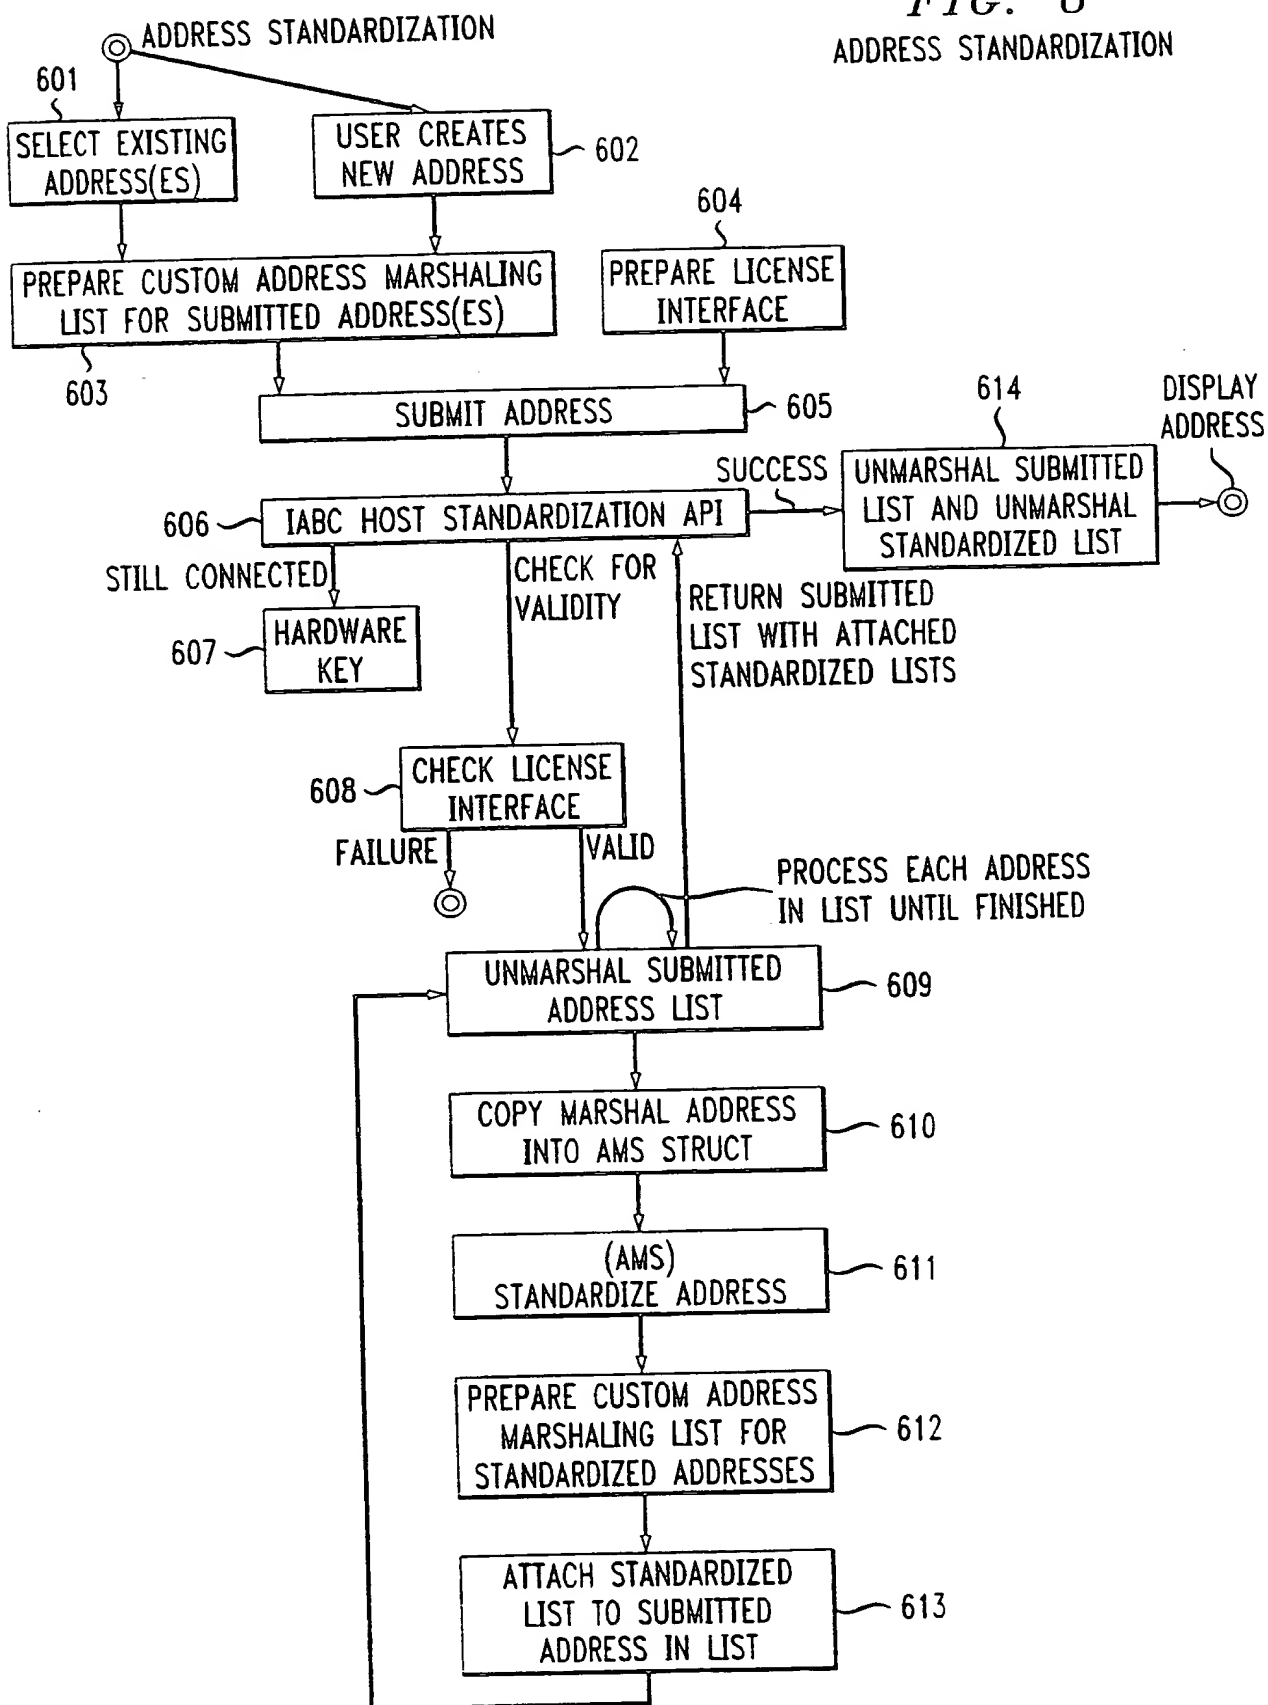 FIG. 6
ADDRESS STANDARDIZATION
ADDRESS STANDARDIZATION
601
SELECT EXISTING
ADDRESS(ES)
USER CREATES
NEW ADDRESS
602
604
PREPARE CUSTOM ADDRESS MARSHALING
LIST FOR SUBMITTED ADDRESS(ES)
603
PREPARE LICENSE
INTERFACE
SUBMIT ADDRESS
605
606
IABC HOST STANDARDIZATION API
SUCCESS
614
UNMARSHAL SUBMITTED
LIST AND UNMARSHAL
STANDARDIZED LIST
DISPLAY
ADDRESS
STILL CONNECTED
607
HARDWARE
KEY
CHECK FOR
VALIDITY
RETURN SUBMITTED
LIST WITH ATTACHED
STANDARDIZED LISTS
608
CHECK LICENSE
INTERFACE
FAILURE
VALID
PROCESS EACH ADDRESS
IN LIST UNTIL FINISHED
UNMARSHAL SUBMITTED
ADDRESS LIST
609
COPY MARSHAL ADDRESS
INTO AMS STRUCT
610
(AMS)
STANDARDIZE ADDRESS
611
PREPARE CUSTOM ADDRESS
MARSHALING LIST FOR
STANDARDIZED ADDRESSES
612
ATTACH STANDARDIZED
LIST TO SUBMITTED
ADDRESS IN LIST
613